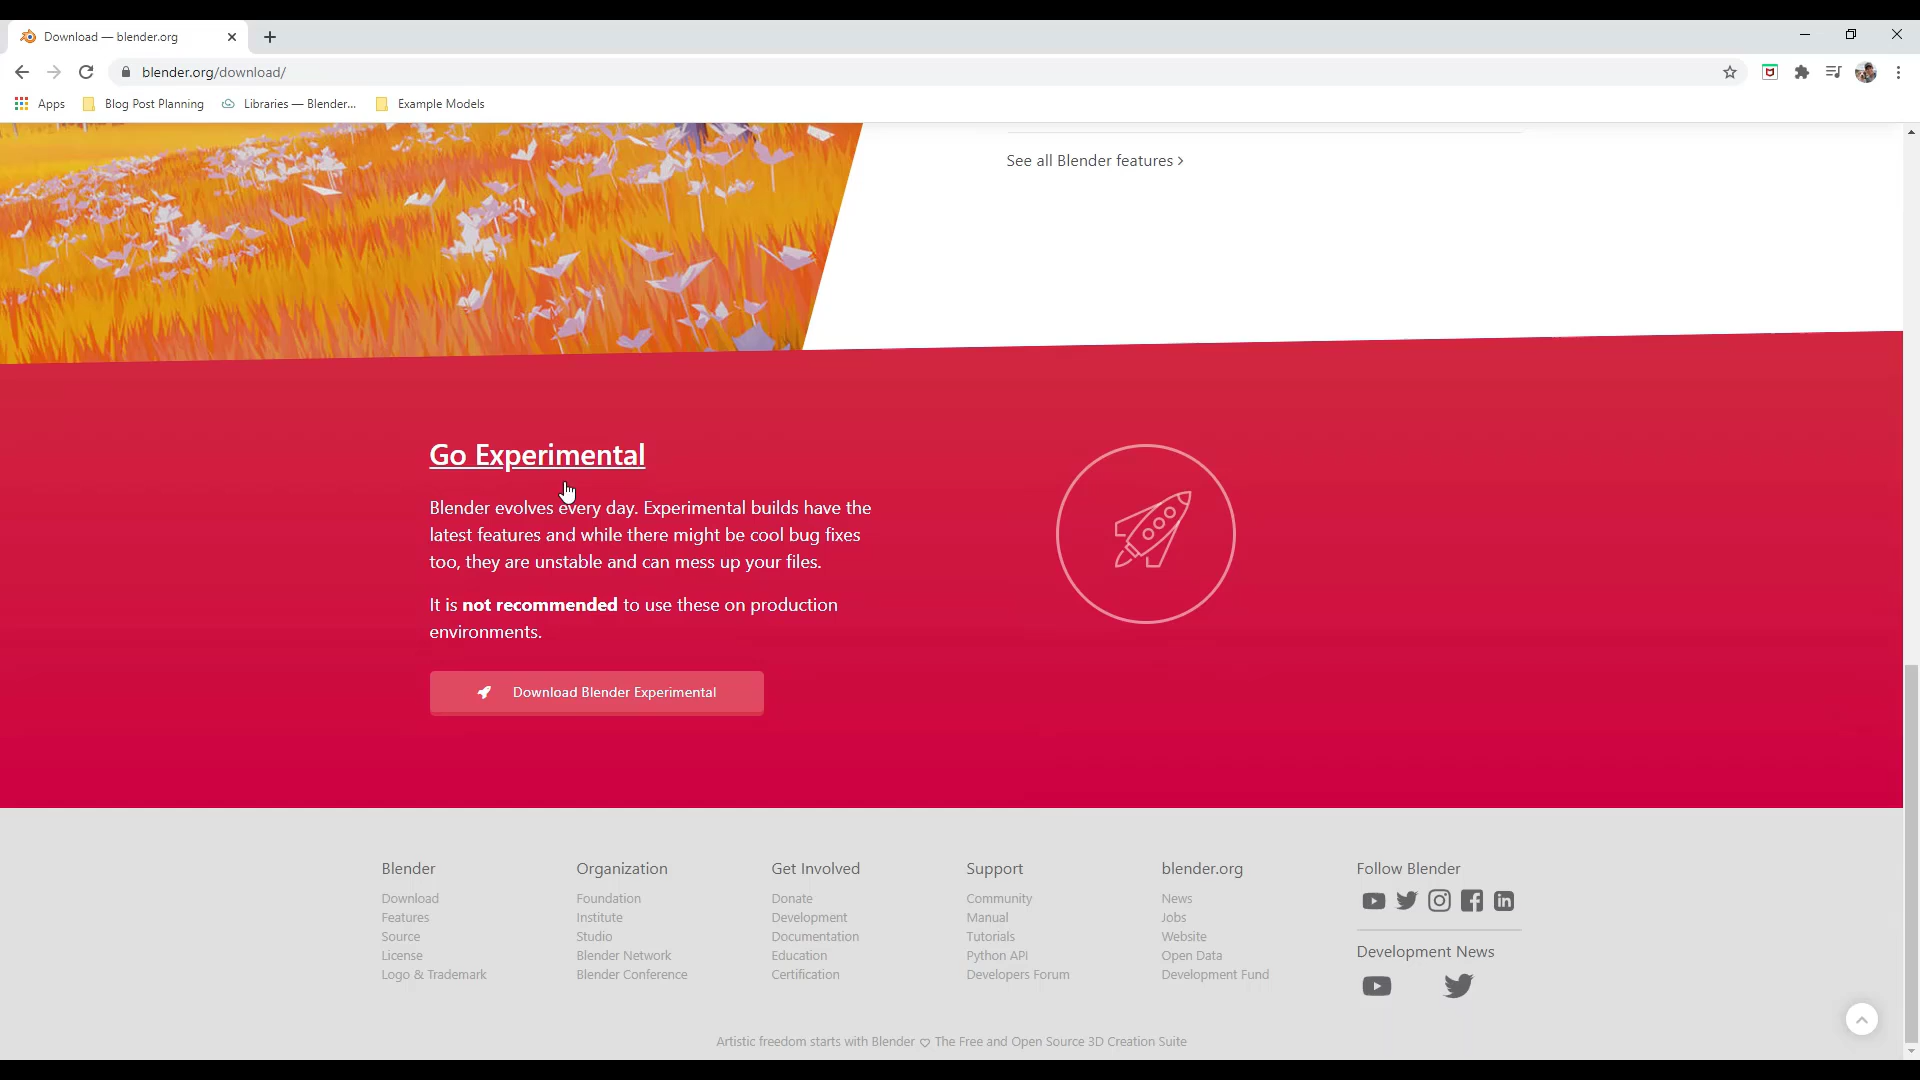 Download — blender.org
blender.org/download/
Apps
Blog Post Planning
Libraries — Blender...
Example Models
See all Blender features >
Go Experimental
Blender evolves every day. Experimental builds have the
latest features and while there might be cool bug fixes
too, they are unstable and can mess up your files.
It is not recommended to use these on production
environments.
Download Blender Experimental
Blender
Download
Features
Source
License
Logo & Trademark
Organization
Foundation
Institute
Studio
Blender Network
Blender Conference
Get Involved
Donate
Development
Documentation
Education
Certification
Support
Community
Manual
Tutorials
Python API
Developers Forum
blender.org
News
Jobs
Website
Open Data
Development Fund
Follow Blender
Development News
Artistic freedom starts with Blender ♡ The Free and Open Source 3D Creation Suite